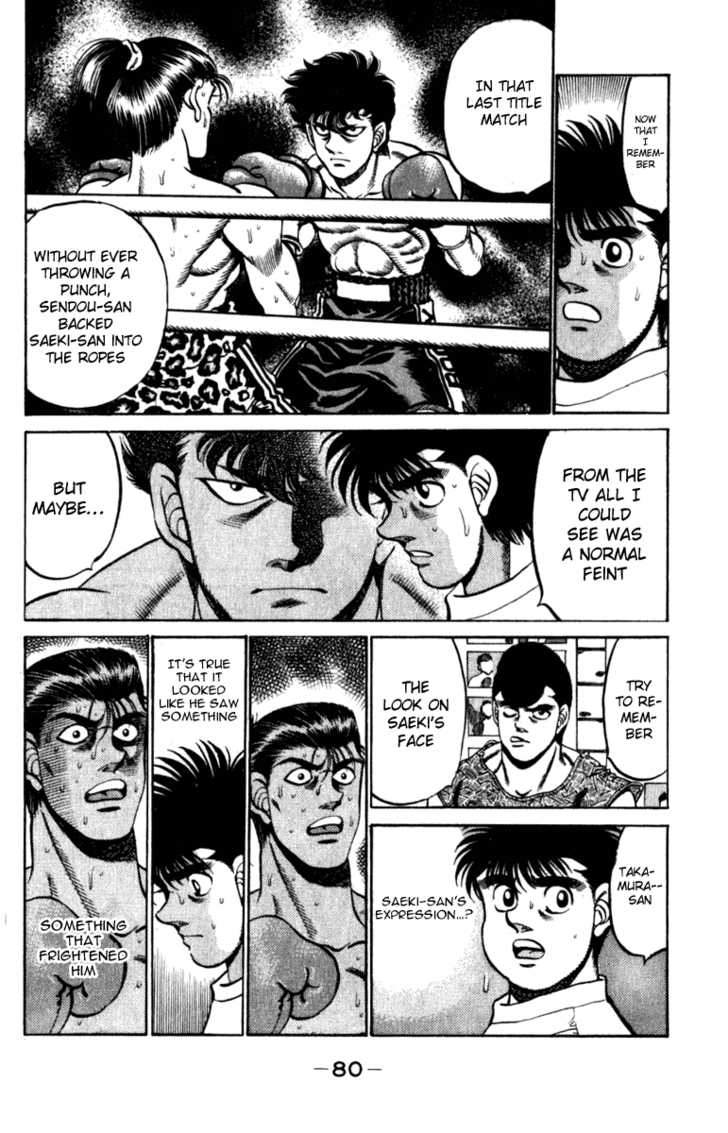 NOW
THAT
I
REMEM-
BER
IN THAT
LAST TITLE
MATCH
WITHOUT EVER
THROWING A
PUNCH,
SENDOU-SAN
BACKED
SAEKI-SAN INTO
THE ROPES
FROM THE
TV ALL I
COULD
SEE WAS
A NORMAL
FEINT
BUT
MAYBE...
TRY
TO RE-
MEM-
BER
THE
LOOK ON
SAEKI'S
FACE
TAKA-
MURA--
SAN
SAEKI-SAN'S
EXPRESSION...?
IT'S TRUE
THAT IT
LOOKED
LIKE HE SAW
SOMETHING
SOMETHING
THAT
FRIGHTENED
HIM
-80-